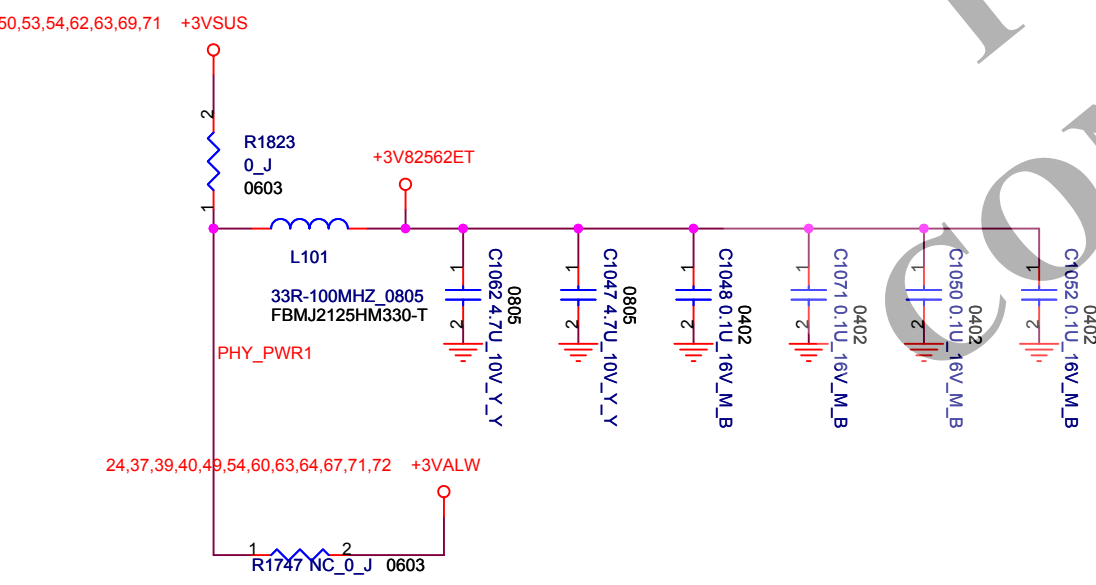 50,53,54,62,63,69,71 +3VSUS
2
R1823
0_J
0603
1
+3V82562ET
L101
33R-100MHZ_0805
FBMJ2125HM330-T
1
2
C1062 4.7U_10V_Y_Y
0805
1
2
C1047 4.7U_10V_Y_Y
0805
1
2
C1048 0.1U_16V_M_B
0402
1
2
C1071 0.1U_16V_M_B
0402
1
2
C1050 0.1U_16V_M_B
0402
1
2
C1052 0.1U_16V_M_B
0402
PHY_PWR1
24,37,39,40,49,54,60,63,64,67,71,72 +3VALW
1 2
R1747 NC_0_J 0603